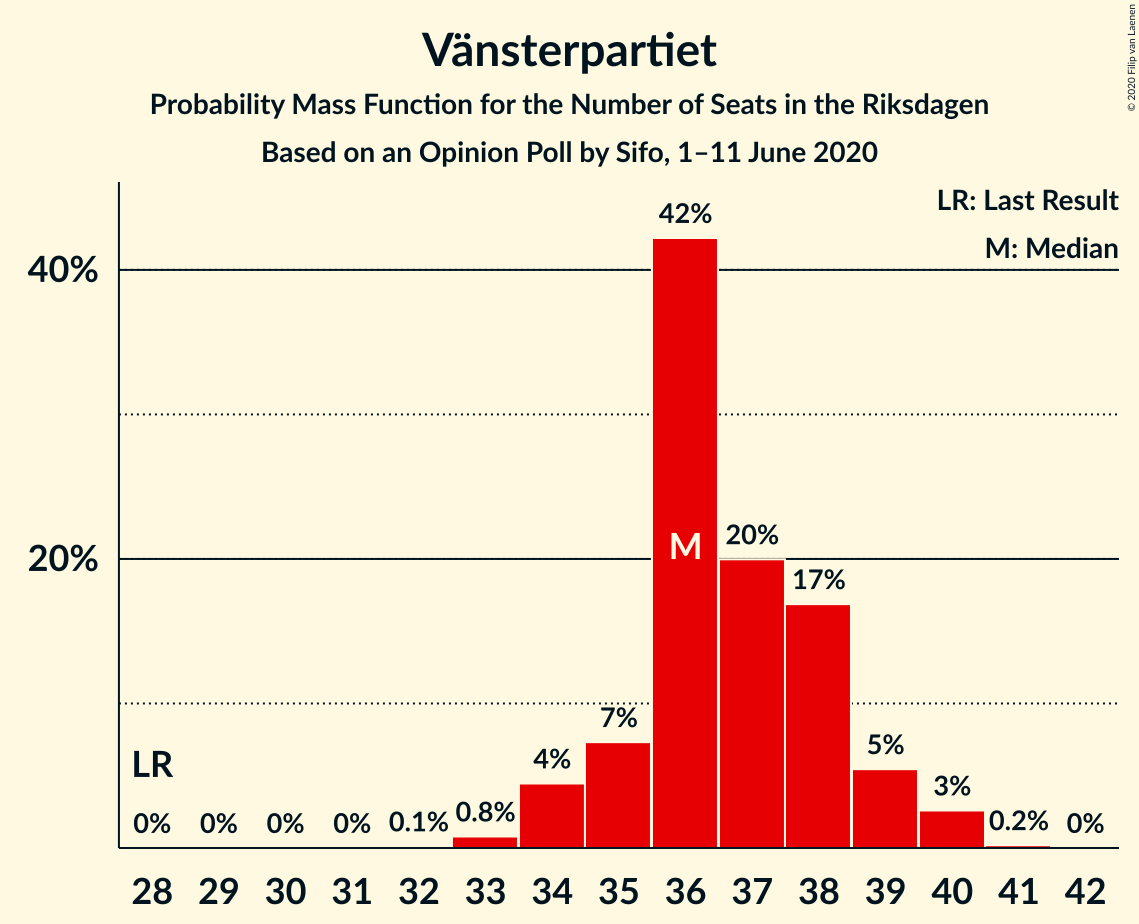 Vänsterpartiet
Probability Mass Function for the Number of Seats in the Riksdagen
Based on an Opinion Poll by Sifo, 1–11 June 2020
© 2020 Filip van Laenen
LR: Last Result
M: Median
40%
20%
42%
M
20%
17%
7%
4%
5%
3%
LR
0% 0% 0% 0% 0.1% 0.8% 0.2% 0%
28 29 30 31 32 33 34 35 36 37 38 39 40 41 42